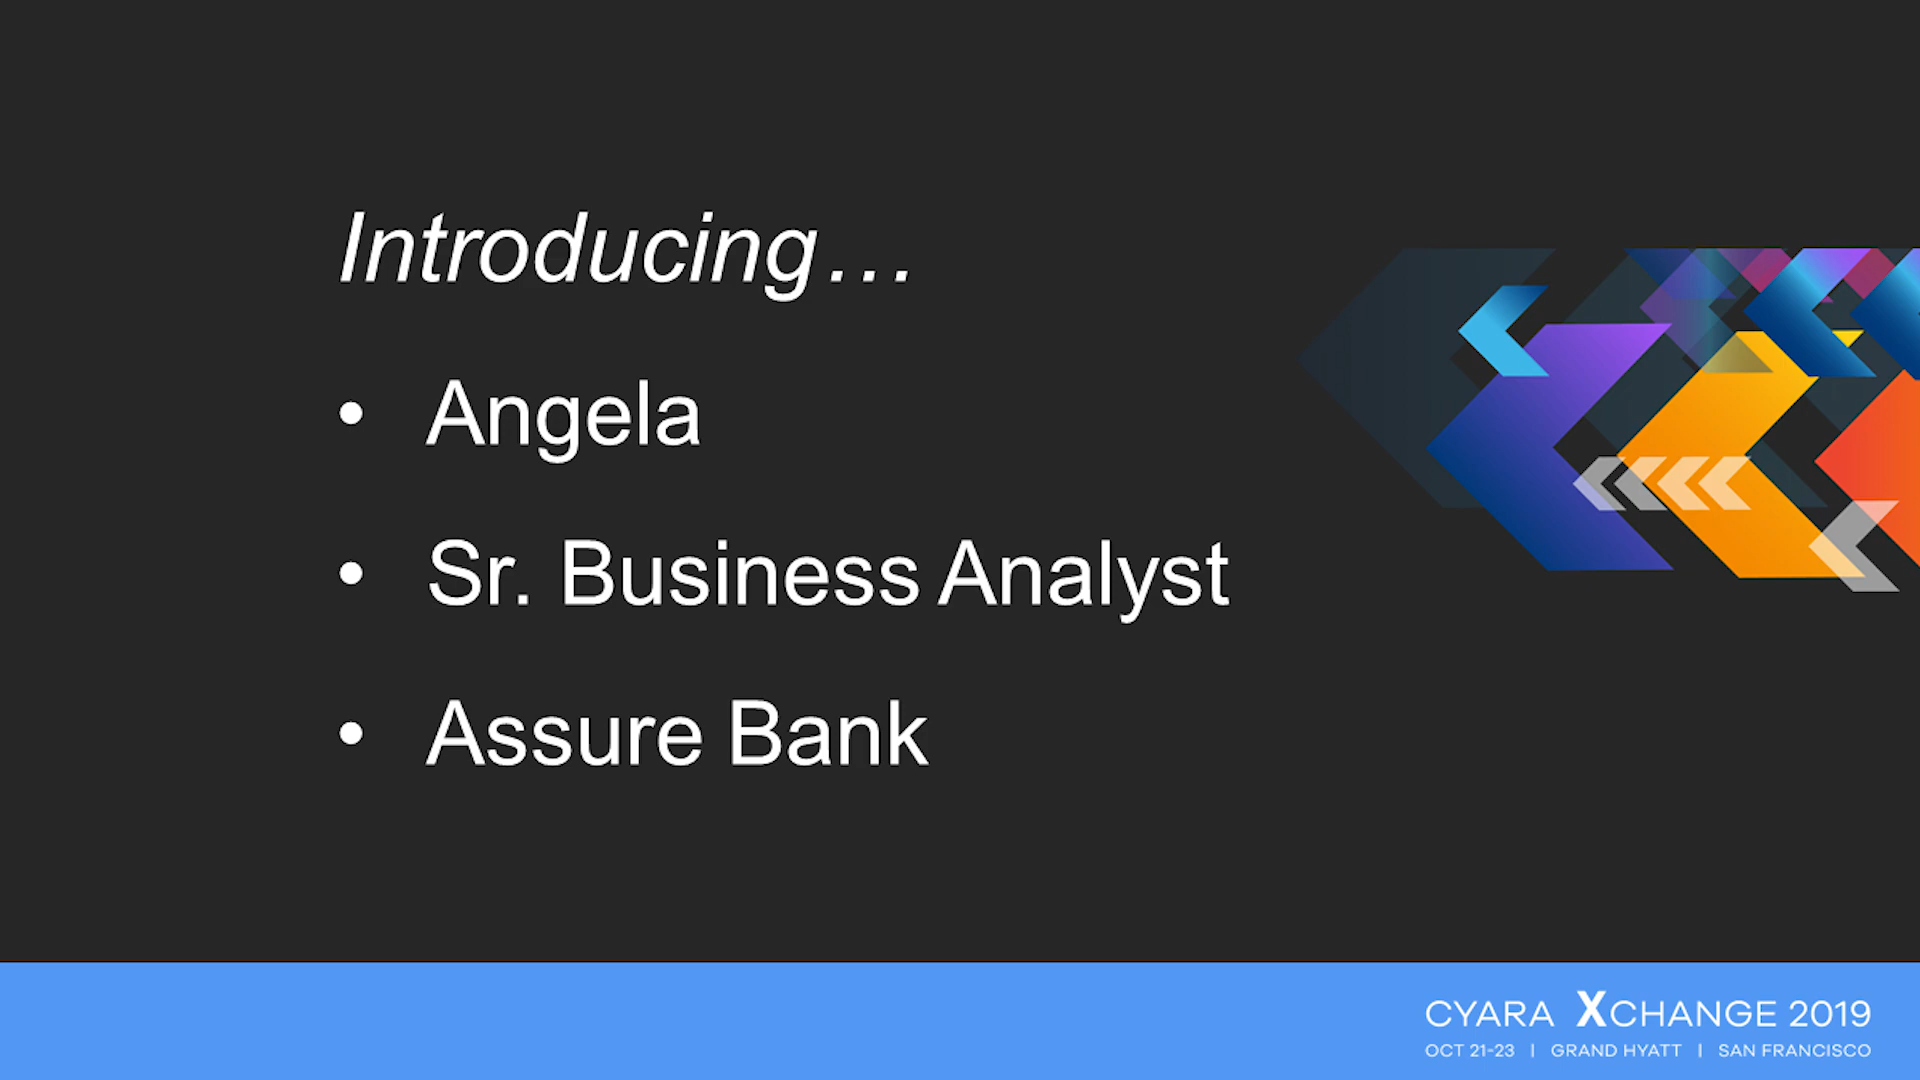 Introducing…
• Angela
• Sr. Business Analyst
• Assure Bank
CYARA XCHANGE 2019
OCT 21-23 | GRAND HYATT | SAN FRANCISCO